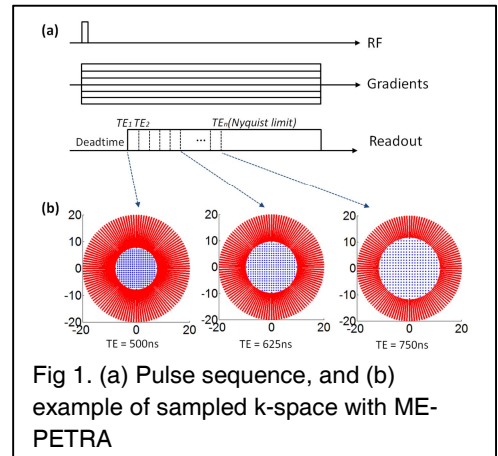 (a)
RF
Gradients
TE1 TE2 TEn(Nyquist limit)
Deadtime ... Readout
(b)
20 20 20
10 10 10
0 0 0
-10 -10 -10
-20 -20 -20
-20 0 20 -20 0 20 -20 0 20
TE = 500ns TE = 625ns TE = 750ns
Fig 1. (a) Pulse sequence, and (b)
example of sampled k-space with ME-
PETRA